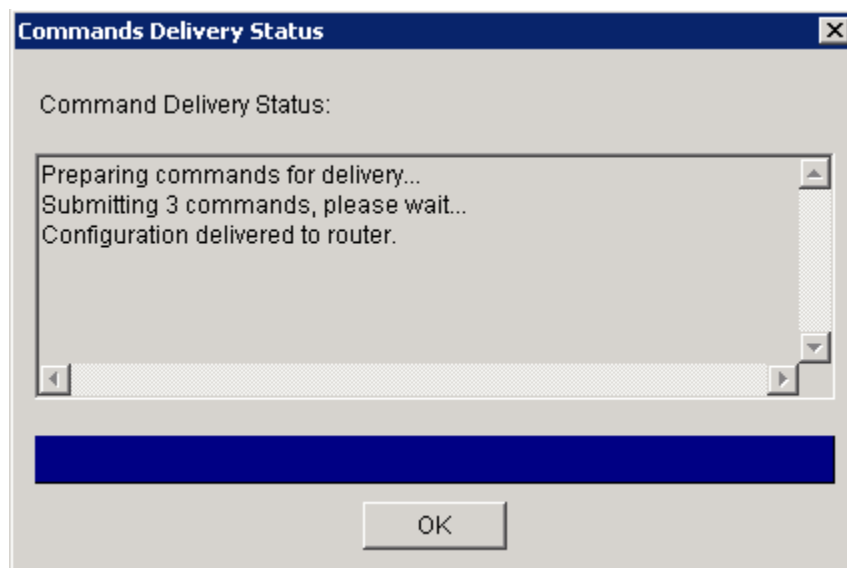 Commands Delivery Status
Command Delivery Status:
Preparing commands for delivery...
Submitting 3 commands, please wait...
Configuration delivered to router.
OK